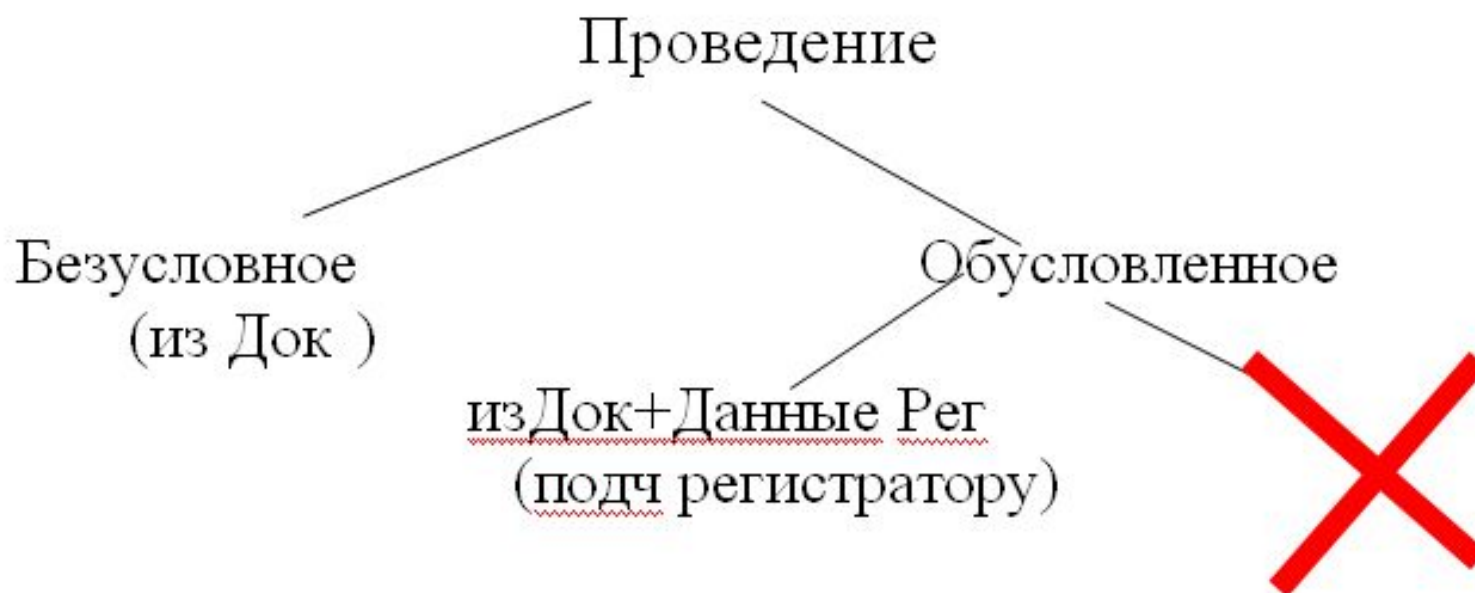 Проведение
Безусловное
(из Док )
Обусловленное
изДок+Данные Рег
(подч регистратору)